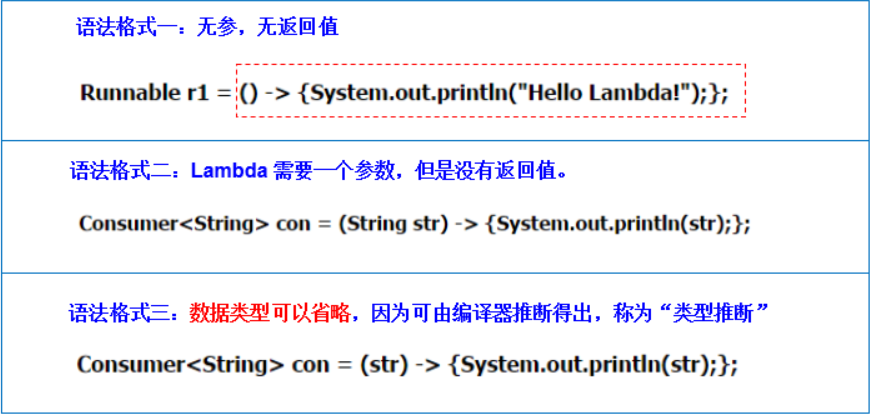 语法格式一：无参，无返回值
Runnable r1 = () -> {System.out.println("Hello Lambda!");};
语法格式二：Lambda 需要一个参数，但是没有返回值。
Consumer<String> con = (String str) -> {System.out.println(str);};
语法格式三：数据类型可以省略，因为可由编译器推断得出，称为“类型推断”
Consumer<String> con = (str) -> {System.out.println(str);};